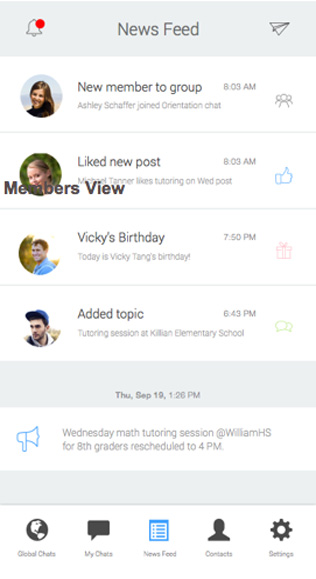 News Feed
New member to group 8:03 AM
Ashley Schaffer joined Orientation chat
Liked new post 8:03 AM
Michael Tanner likes tutoring on Wed post
Members View
Vicky's Birthday 7:50 PM
Today is Vicky Tang's birthday!
Added topic 6:43 PM
Tutoring session at Killian Elementary School
Thu, Sep 19, 1:26 PM
Wednesday math tutoring session @WilliamHS
for 8th graders rescheduled to 4 PM.
Global Chats My Chats News Feed Contacts Settings